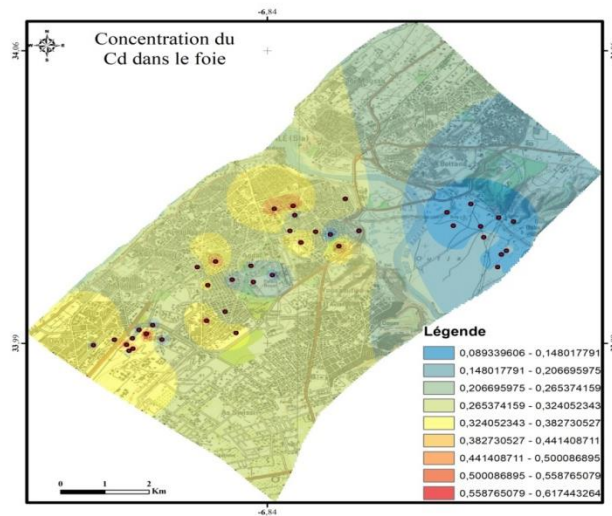 -6,84
34,06
Concentration du
Cd dans le foie
33,99
Légende
0,089339606 - 0,148017791
0,148017791 - 0,206695975
0,206695975 - 0,265374159
0,265374159 - 0,324052343
0,324052343 - 0,382730527
0,382730527 - 0,441408711
0,441408711 - 0,500086895
0,500086895 - 0,558765079
0,558765079 - 0,617443264
0 1 2
Km
-6,84